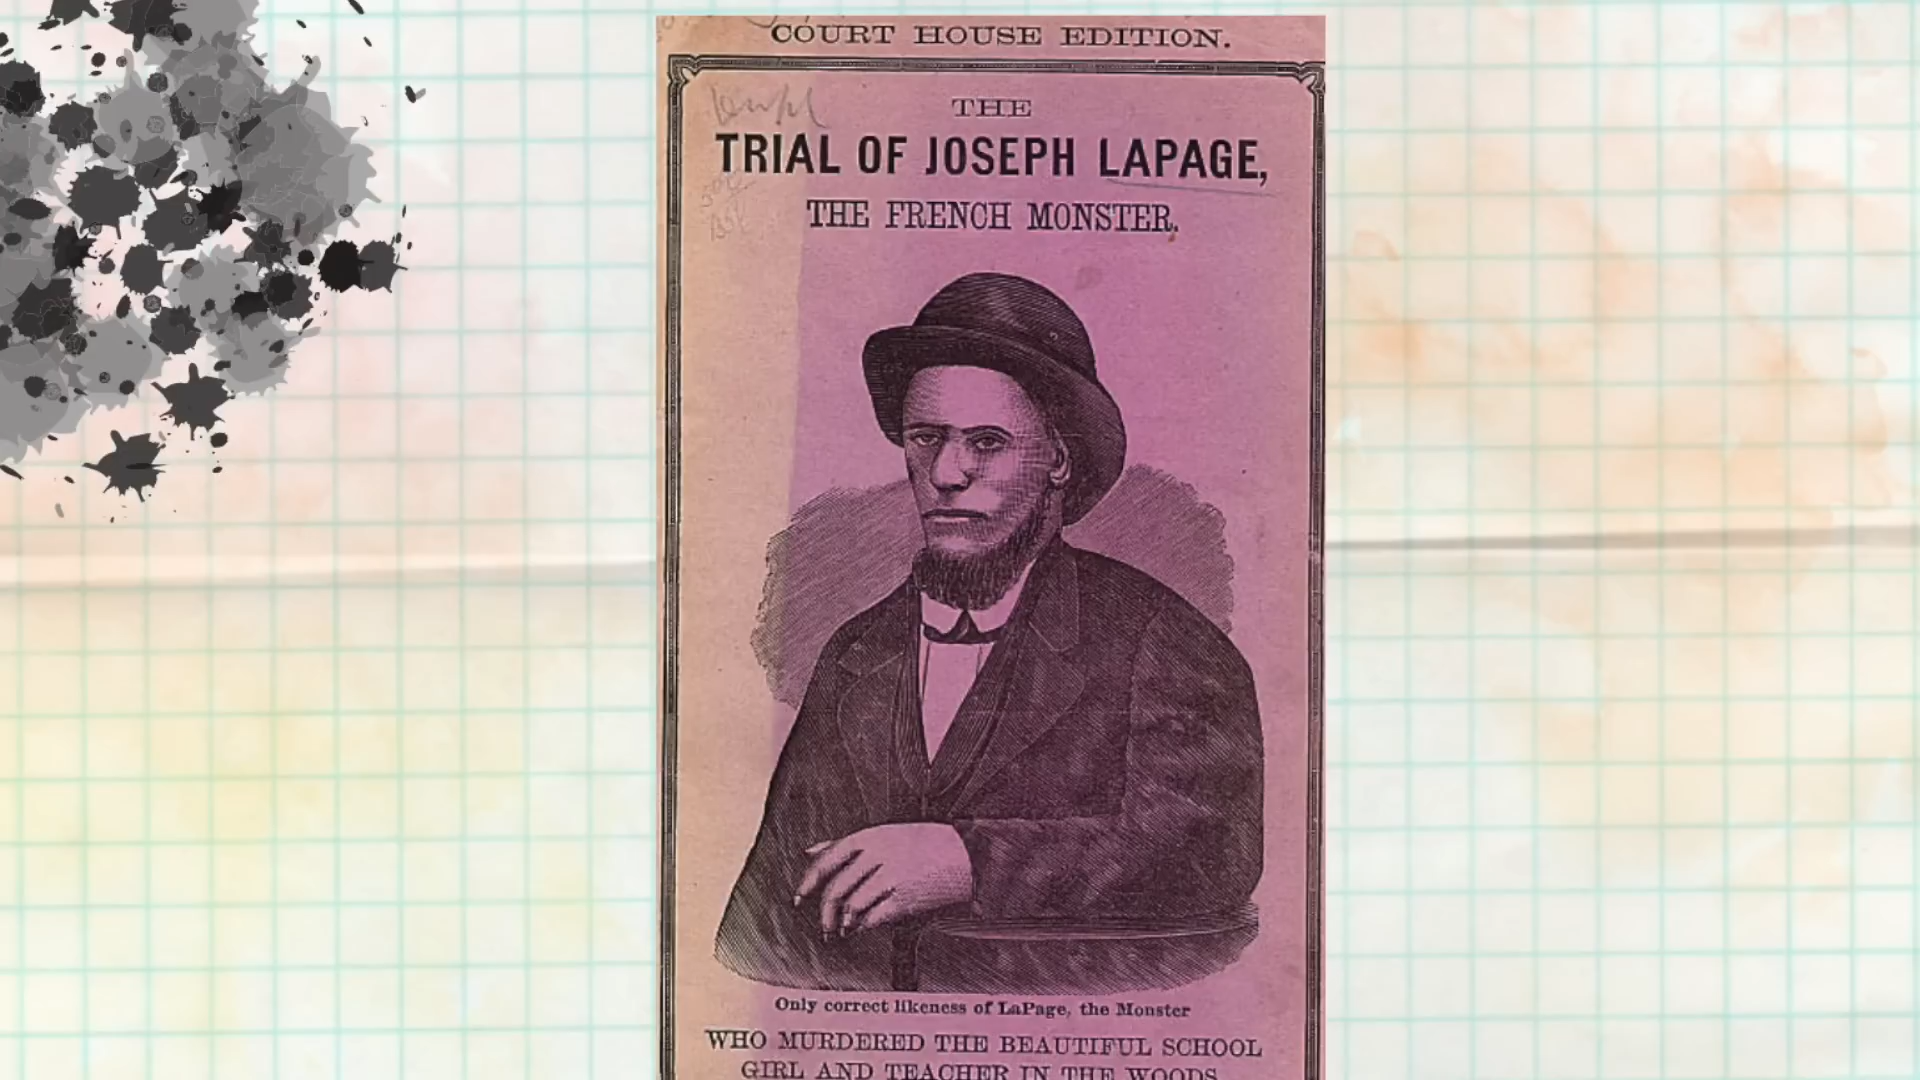 COURT HOUSE EDITION.
THE
TRIAL OF JOSEPH LAPAGE,
THE FRENCH MONSTER.
Only correct likeness of LaPage, the Monster
WHO MURDERED THE BEAUTIFUL SCHOOL
GIRL AND TEACHER IN THE WOODS.